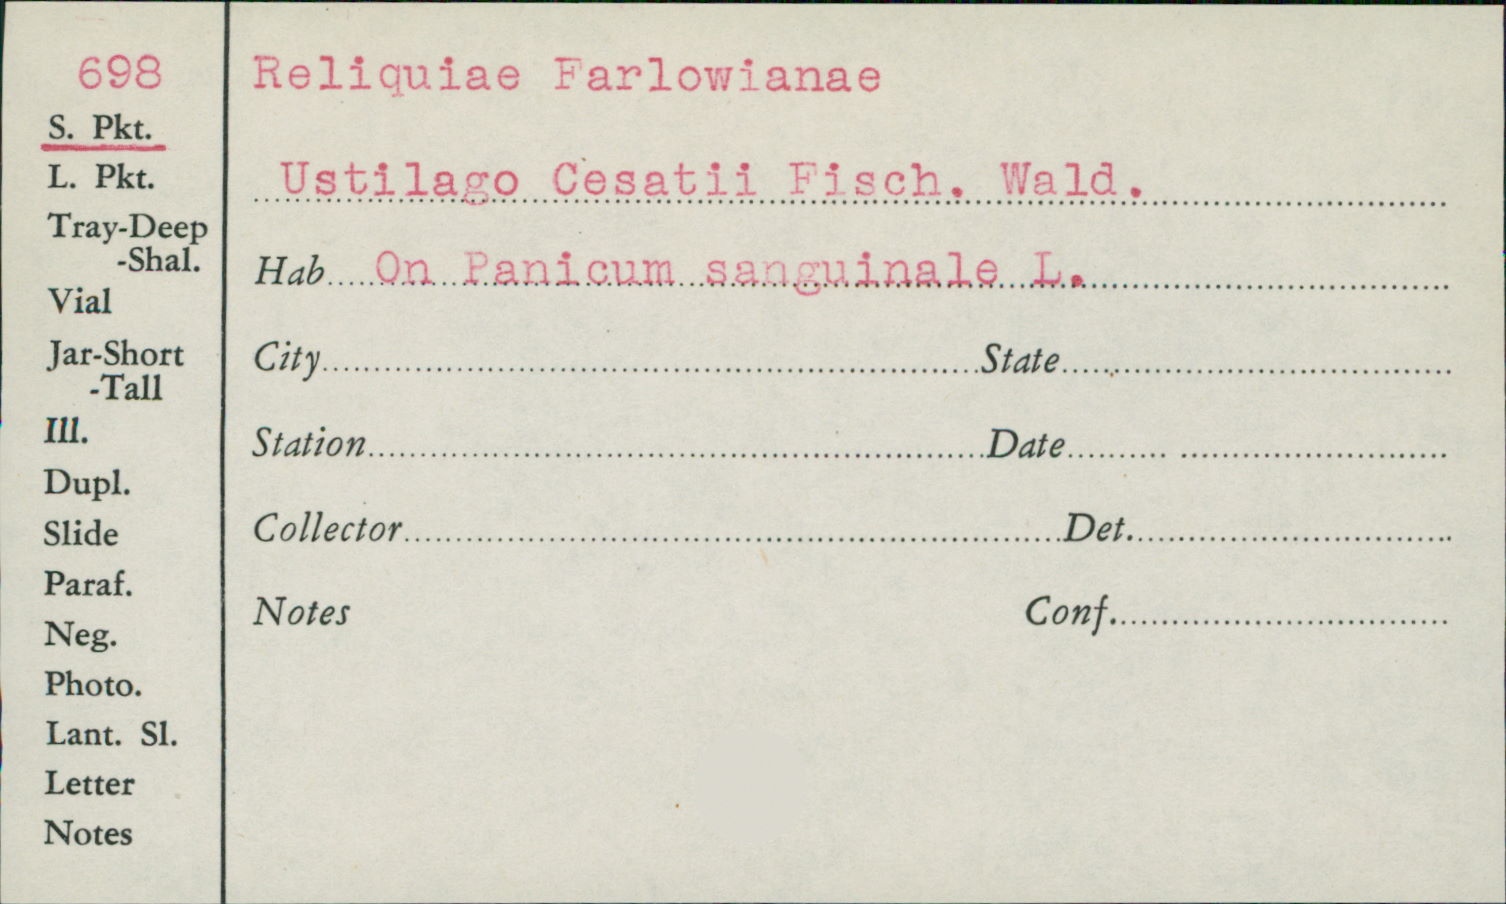 698
S. Pkt.
L. Pkt.
Tray-Deep
-Shal.
Vial
Jar-Short
-Tall
Ill.
Dupl.
Slide
Paraf.
Neg.
Photo.
Lant. Sl.
Letter
Notes
Reliquiae Farlowianae
Ustilago Cesatii Fisch. Wald.
Hab On Panicum sanguinale L.
City State
Station Date
Collector Det.
Notes Conf.